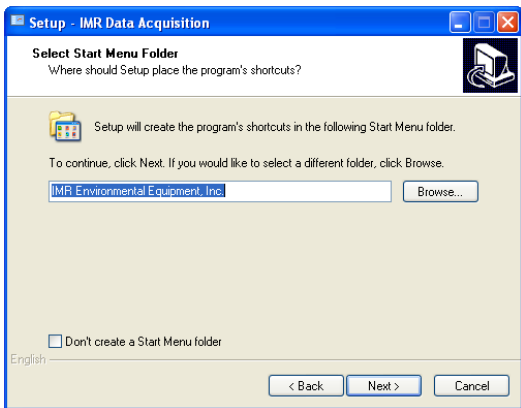 Setup - IMR Data Acquisition
Select Start Menu Folder
Where should Setup place the program's shortcuts?
Setup will create the program's shortcuts in the following Start Menu folder.
To continue, click Next. If you would like to select a different folder, click Browse.
IMR Environmental Equipment, Inc.
Browse...
Don't create a Start Menu folder
English
< Back
Next >
Cancel